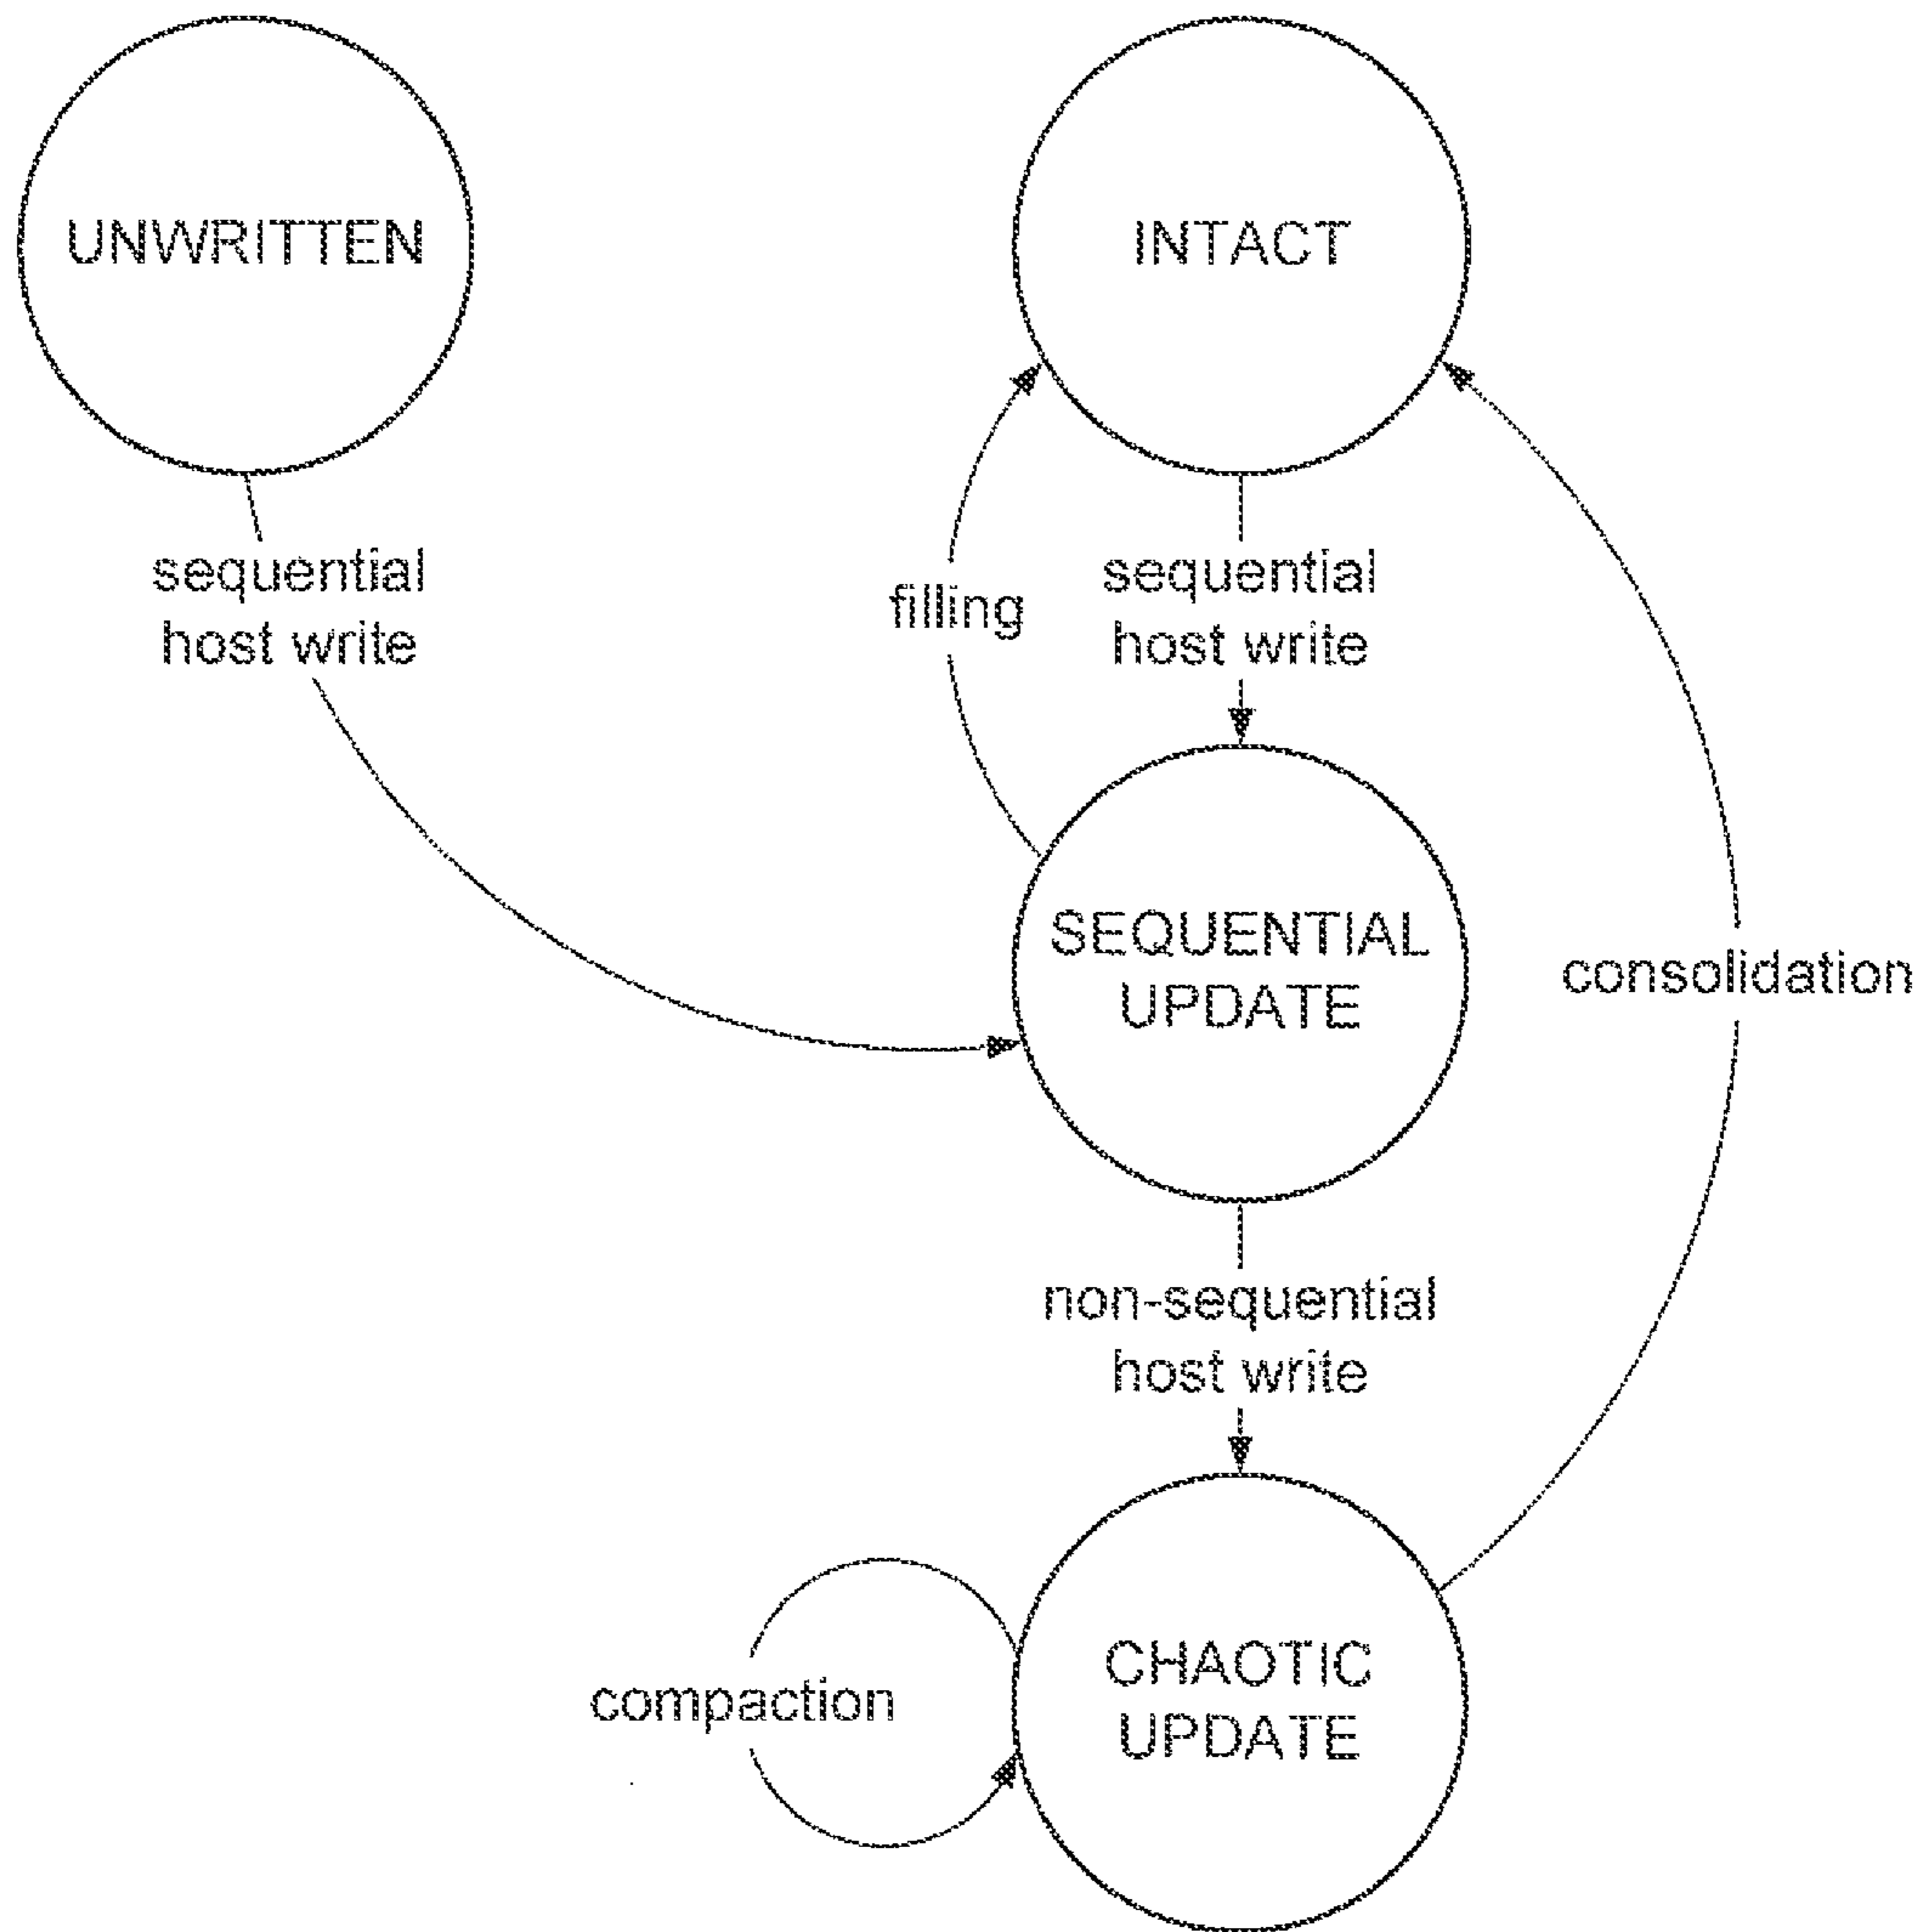 UNWRITTEN
INTACT
sequential
host write
filling
sequential
host write
SEQUENTIAL
UPDATE
consolidation
non-sequential
host write
CHAOTIC
UPDATE
compaction